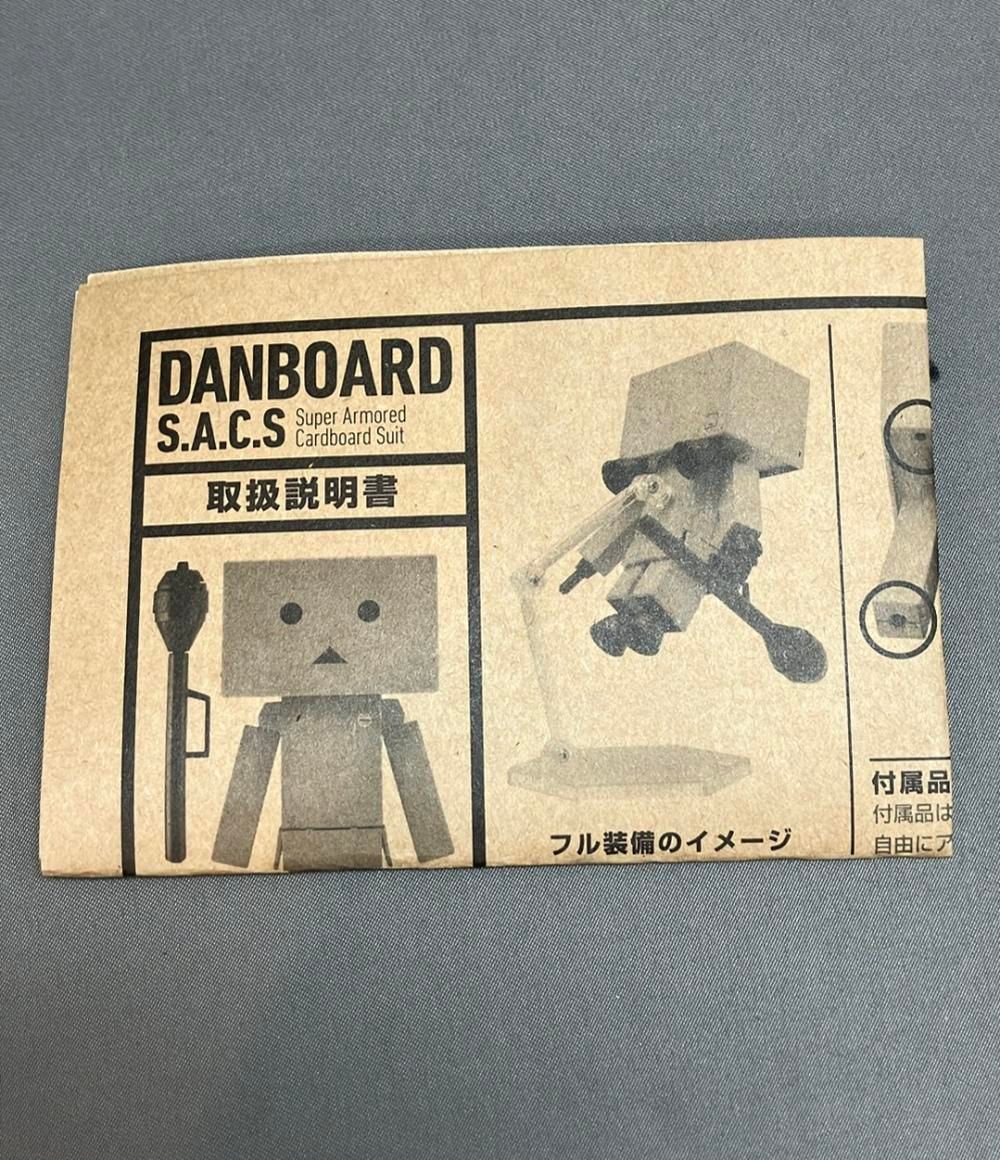 DANBOARD
S.A.C.S Super Armored
Cardboard Suit
取扱説明書
フル装備のイメージ
付属品
付属品は
自由にア